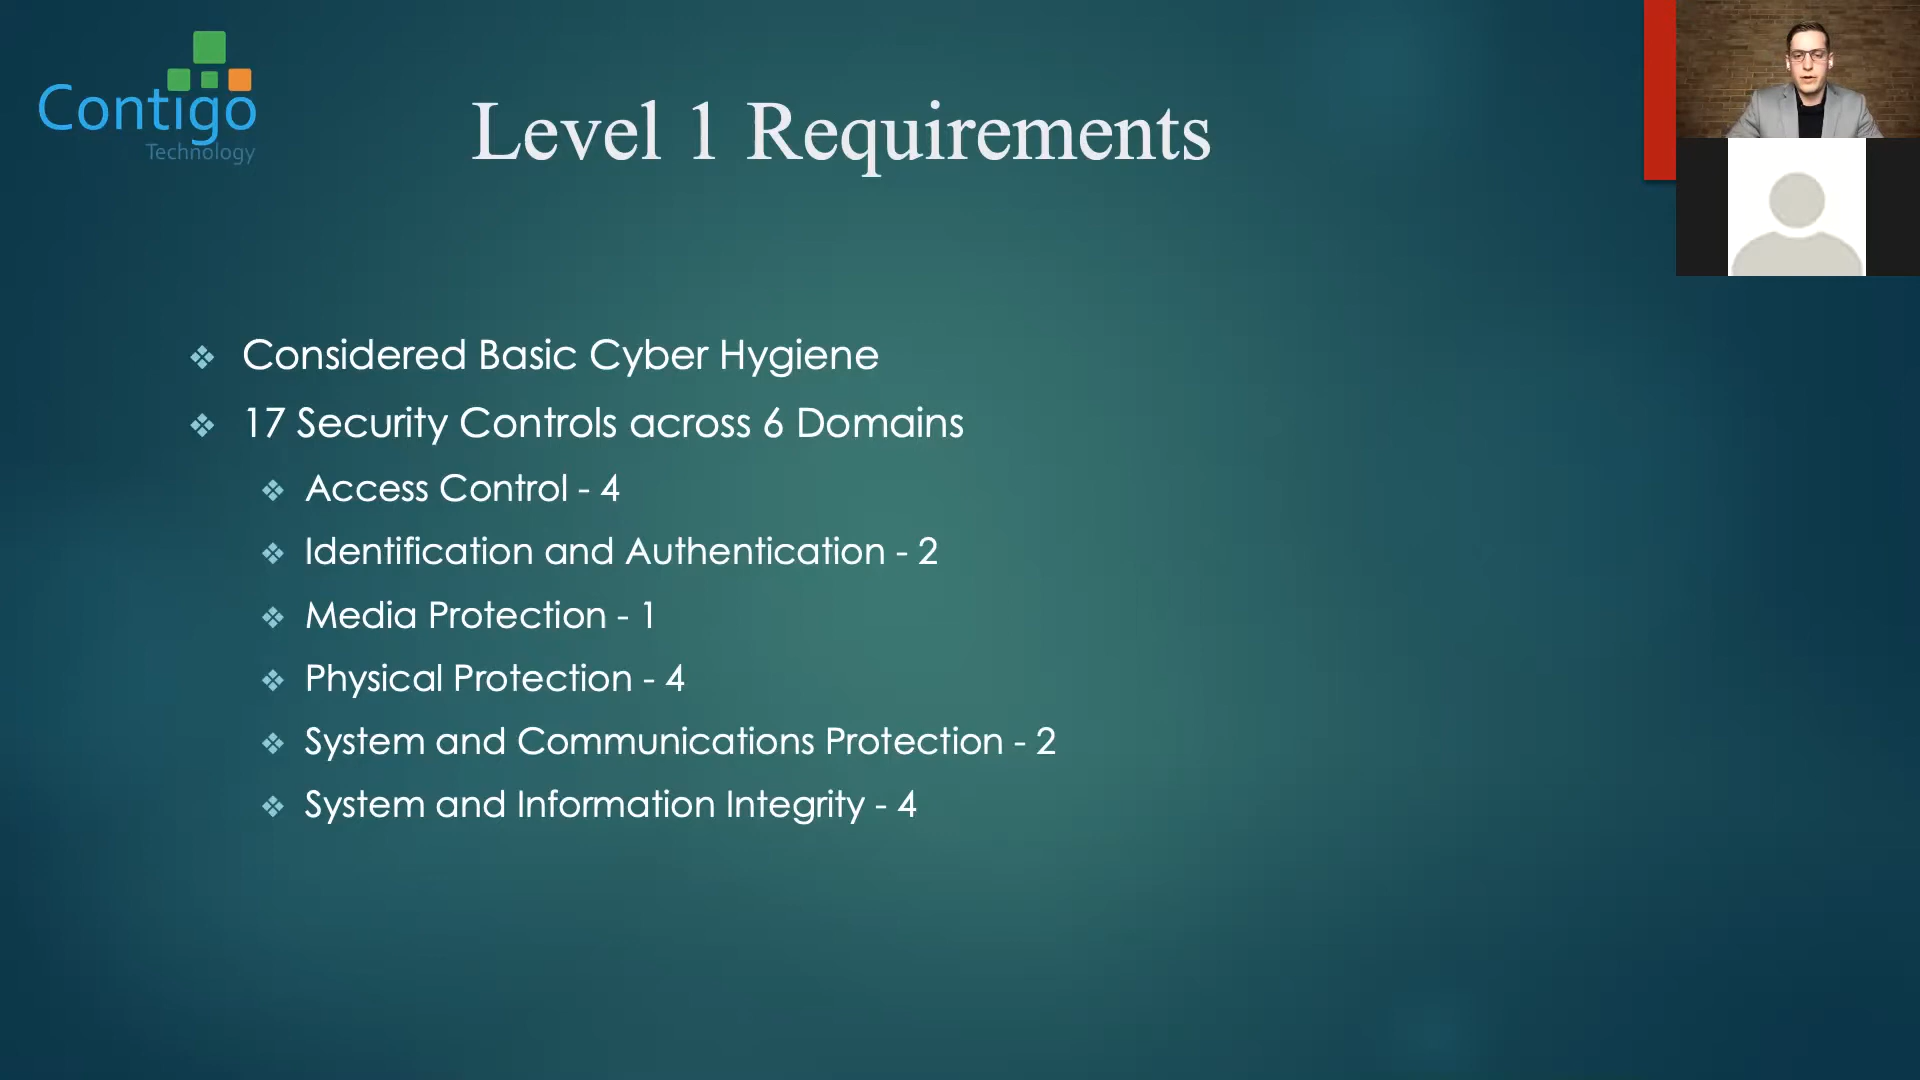 Contigo
Technology
Level 1 Requirements
Considered Basic Cyber Hygiene
17 Security Controls across 6 Domains
Access Control - 4
Identification and Authentication - 2
Media Protection - 1
Physical Protection - 4
System and Communications Protection - 2
System and Information Integrity - 4